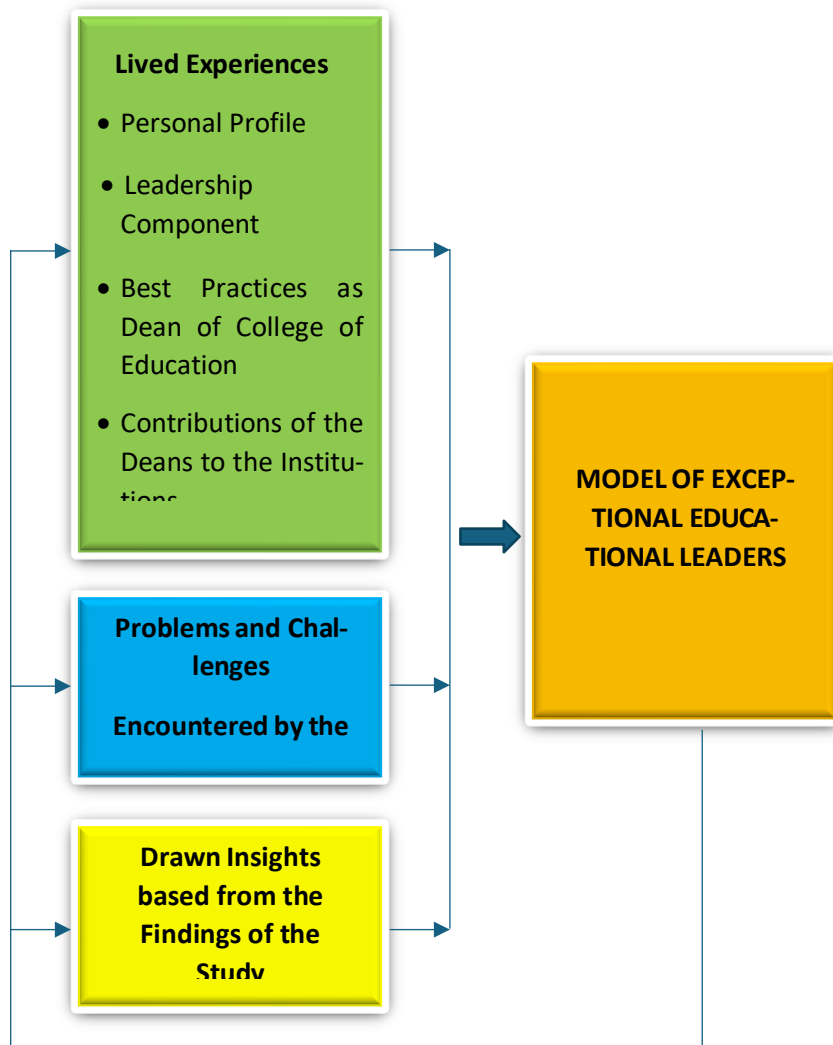 Lived Experiences
• Personal Profile
• Leadership
Component
• Best Practices as
Dean of College of
Education
• Contributions of the
Deans to the Institu-
tions
Problems and Chal-
lenges
Encountered by the
Drawn Insights
based from the
Findings of the
Study
MODEL OF EXCEP-
TIONAL EDUCA-
TIONAL LEADERS